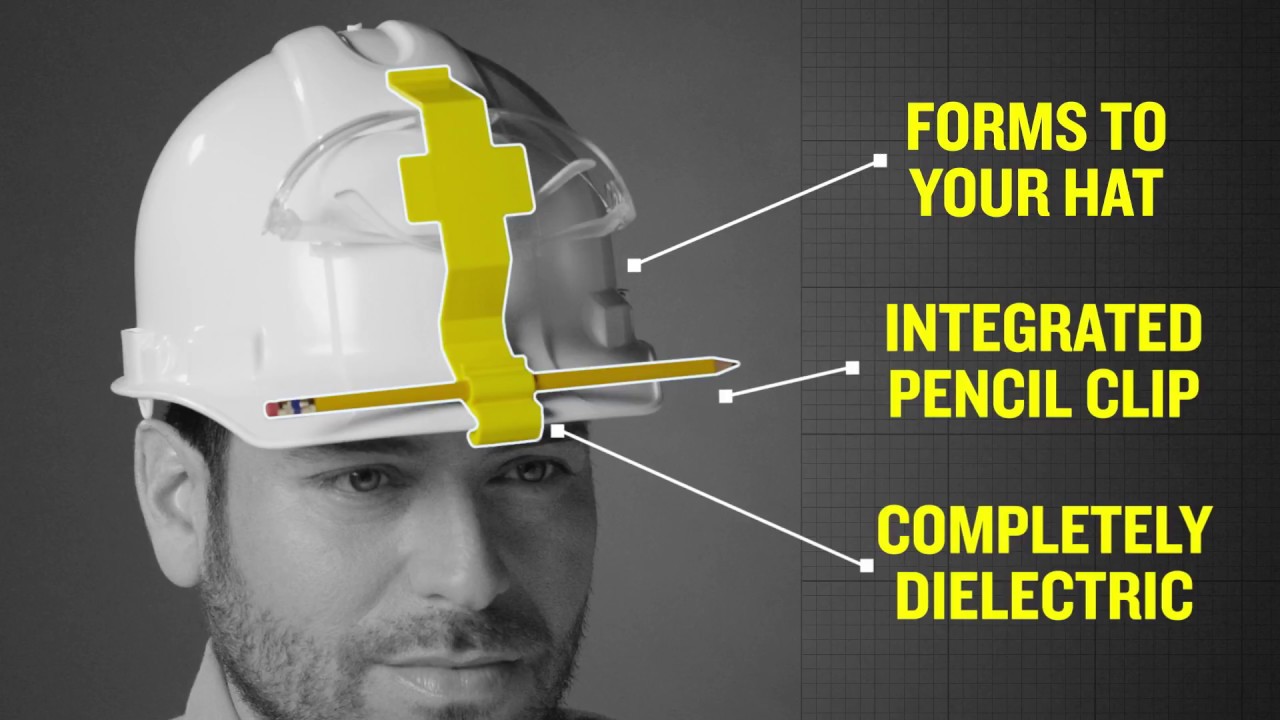 FORMS TO
YOUR HAT
INTEGRATED
PENCIL CLIP
COMPLETELY
DIELECTRIC